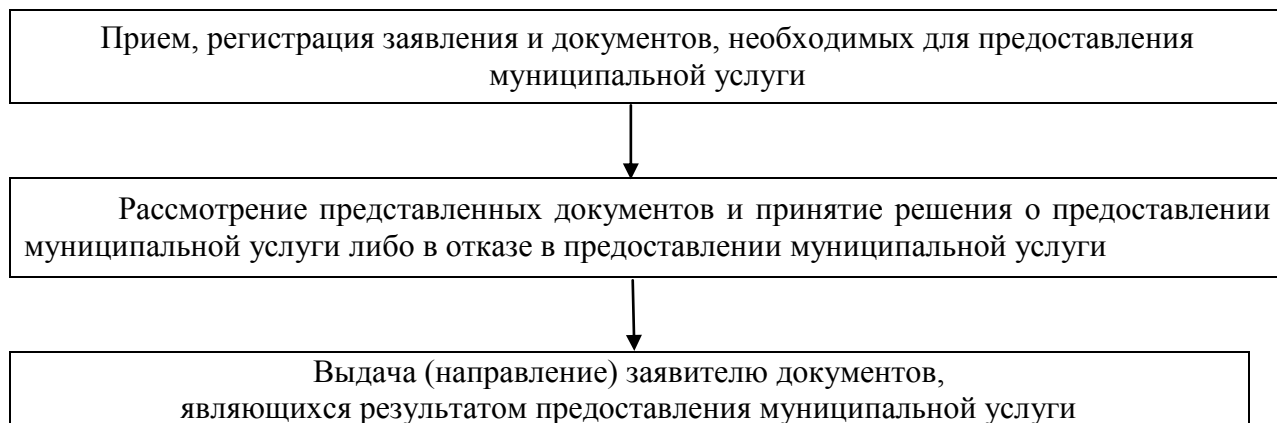 Прием, регистрация заявления и документов, необходимых для предоставления
муниципальной услуги
Рассмотрение представленных документов и принятие решения о предоставлении
муниципальной услуги либо в отказе в предоставлении муниципальной услуги
Выдача (направление) заявителю документов,
являющихся результатом предоставления муниципальной услуги